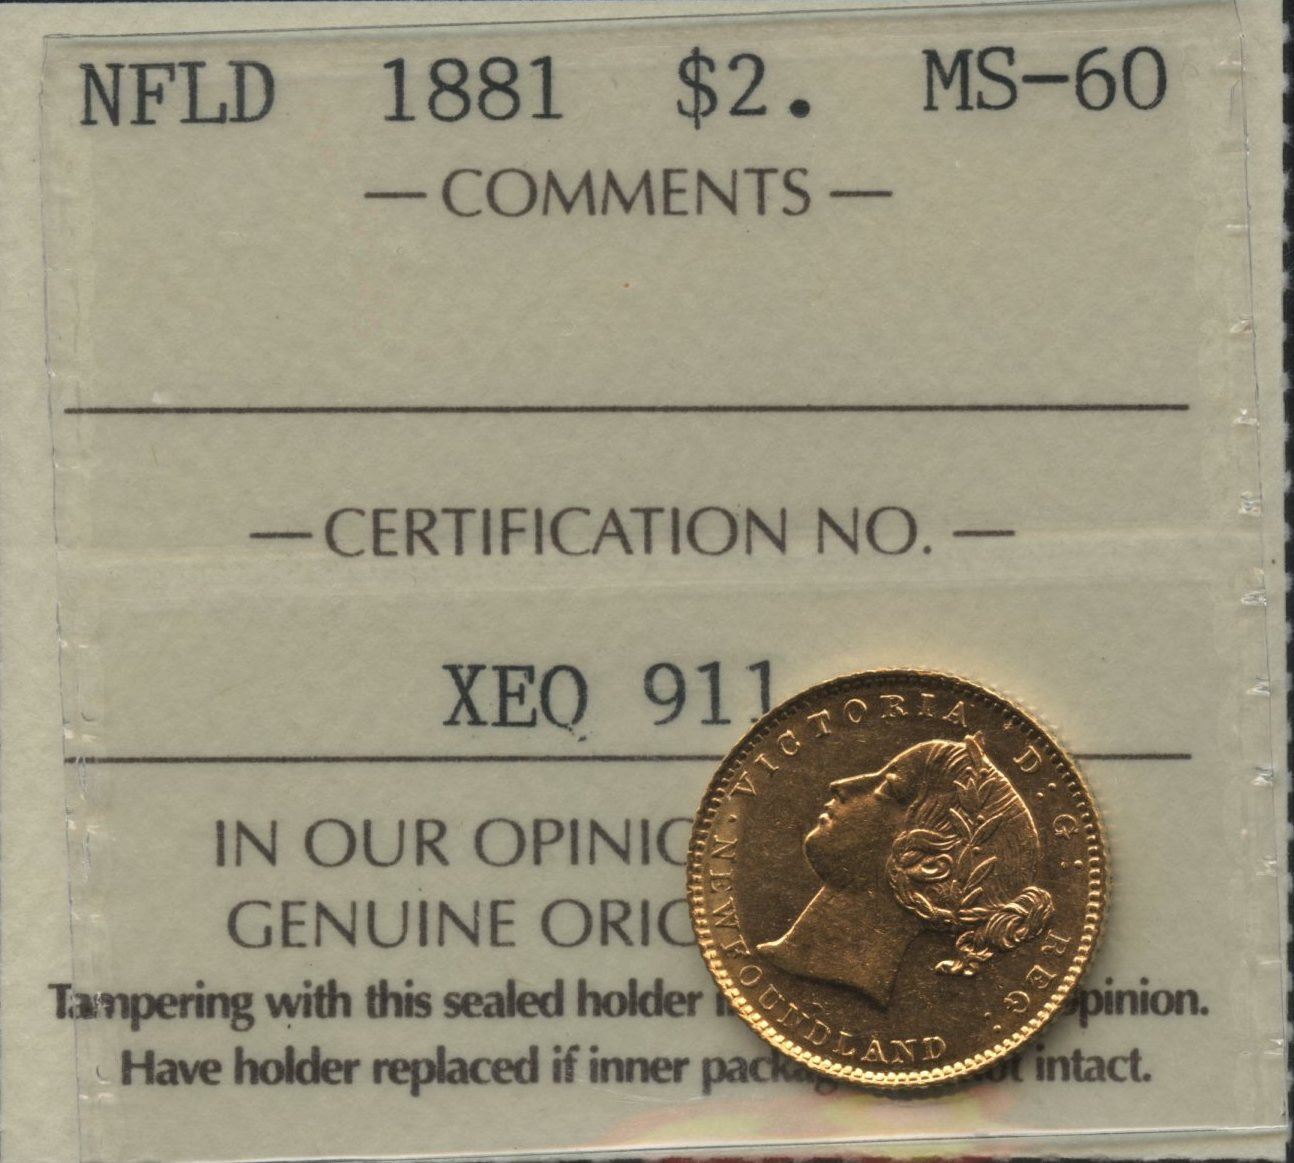 NFLD 1881 $2. MS-60
— COMMENTS —
— CERTIFICATION NO. —
XEQ 911
IN OUR OPINIO
GENUINE ORIG
Tampering with this sealed holder opinion.
Have holder replaced if inner packag not intact.
VICTORIA D. G. REG.
NEWFOUNDLAND